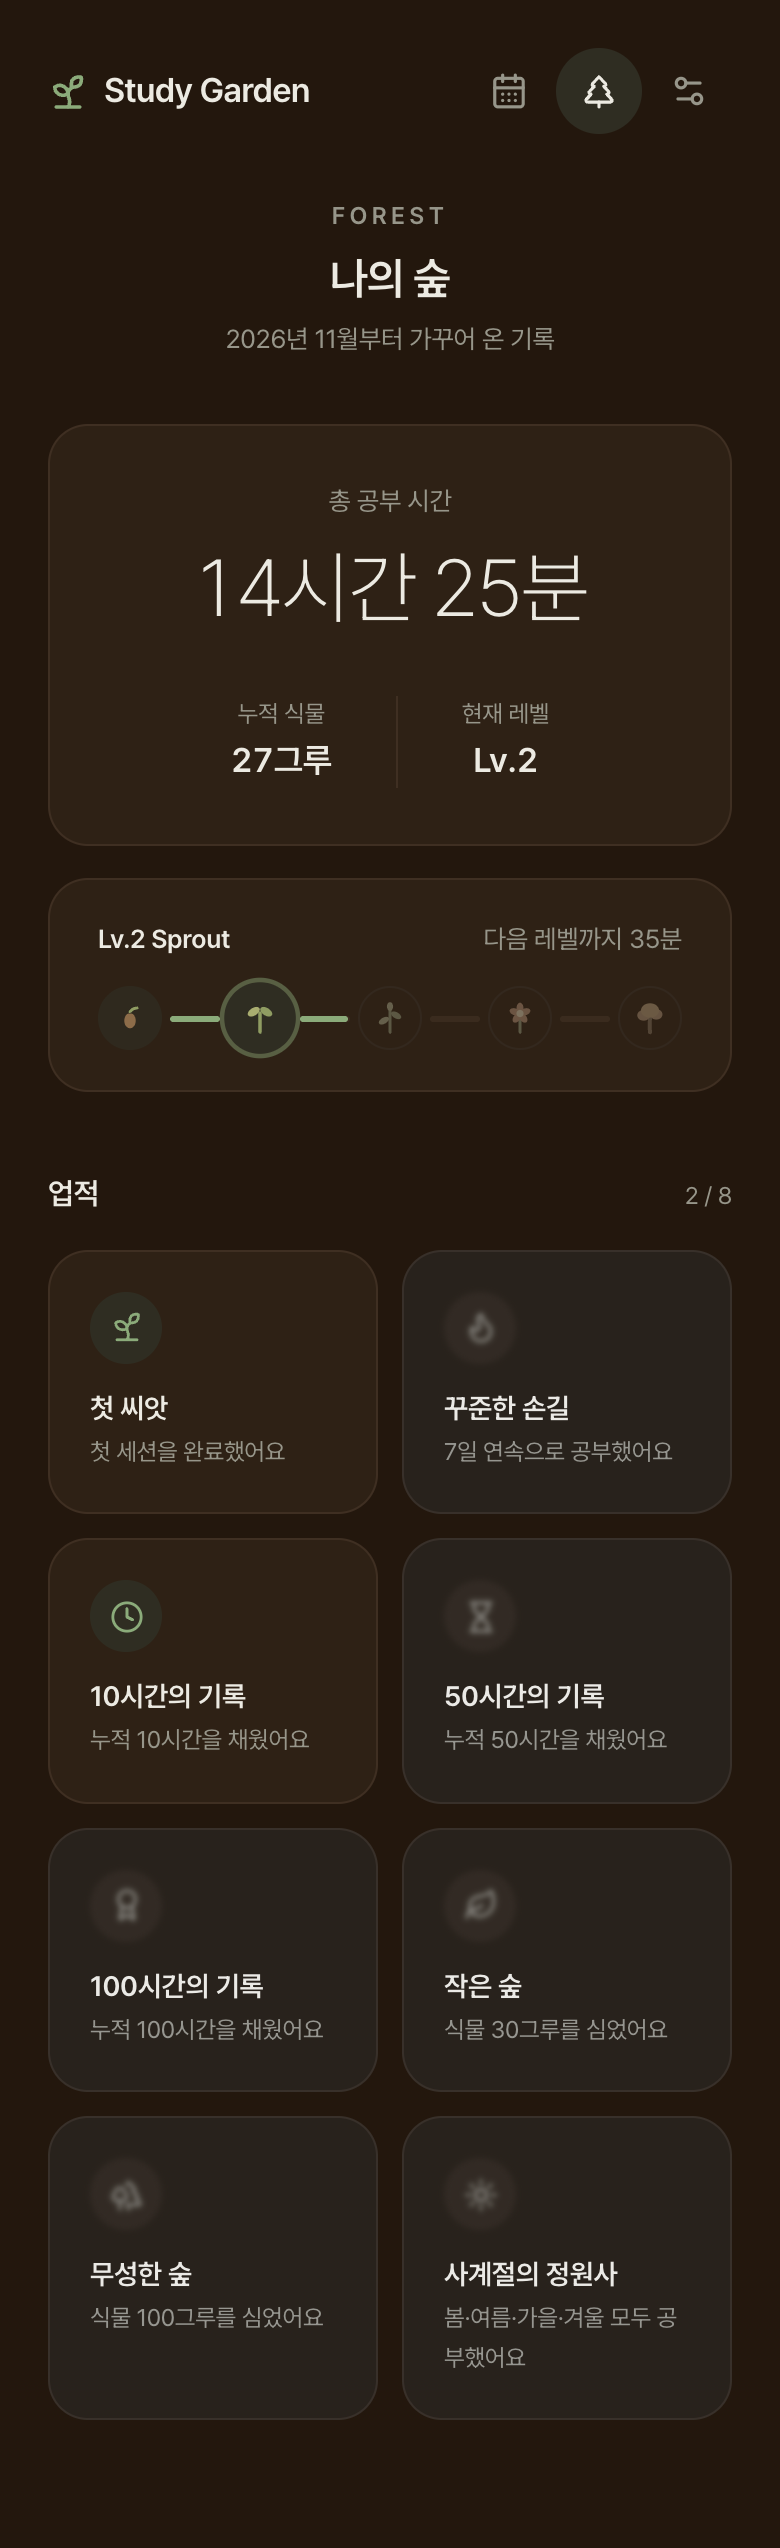 Study Garden
FOREST
나의 숲
2026년 11월부터 가꾸어 온 기록
총 공부 시간
14시간 25분
누적 식물
27그루
현재 레벨
Lv.2
Lv.2 Sprout
다음 레벨까지 35분
업적
2 / 8
첫 씨앗
첫 세션을 완료했어요
꾸준한 손길
7일 연속으로 공부했어요
10시간의 기록
누적 10시간을 채웠어요
50시간의 기록
누적 50시간을 채웠어요
100시간의 기록
누적 100시간을 채웠어요
작은 숲
식물 30그루를 심었어요
무성한 숲
식물 100그루를 심었어요
사계절의 정원사
봄·여름·가을·겨울 모두 공
부했어요